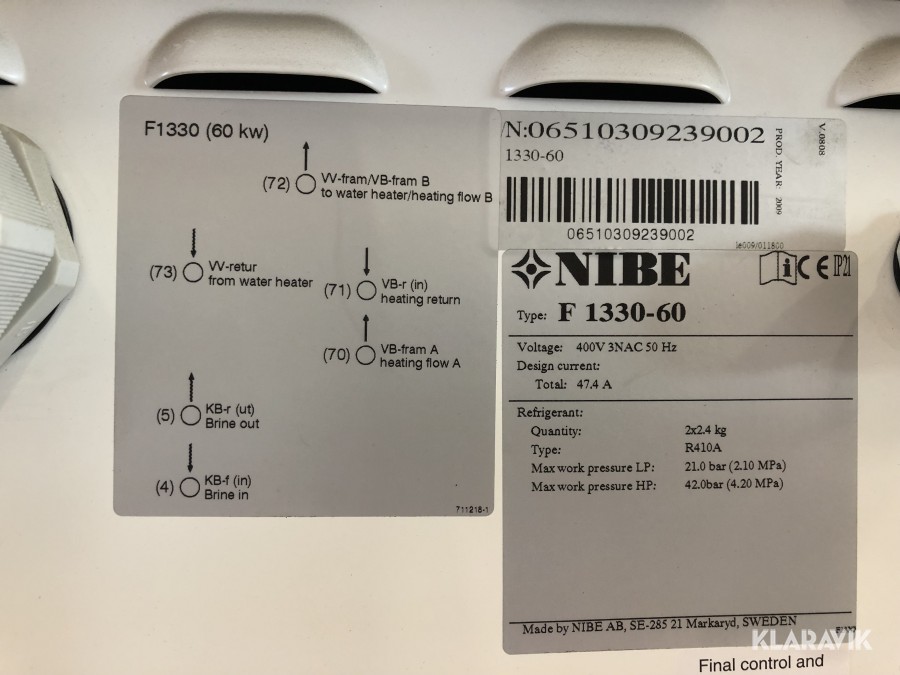 F1330 (60 kw)
(72)
VV-fram/VB-fram B
to water heater/heating flow B
(73)
VV-retur
from water heater
(71)
VB-r (in)
heating return
(70)
VB-fram A
heating flow A
(5)
KB-r (ut)
Brine out
(4)
KB-f (in)
Brine in
711218-1
/N:06510309239002
1330-60
06510309239002
PROD. YEAR: 2009
V.0808
le009/011800
NIBE
i CE IP21
Type: F 1330-60
Voltage: 400V 3NAC 50 Hz
Design current:
Total: 47.4 A
Refrigerant:
Quantity: 2x2.4 kg
Type: R410A
Max work pressure LP: 21.0 bar (2.10 MPa)
Max work pressure HP: 42.0bar (4.20 MPa)
Made by NIBE AB, SE-285 21 Markaryd, SWEDEN
KLARAVIK
Final control and